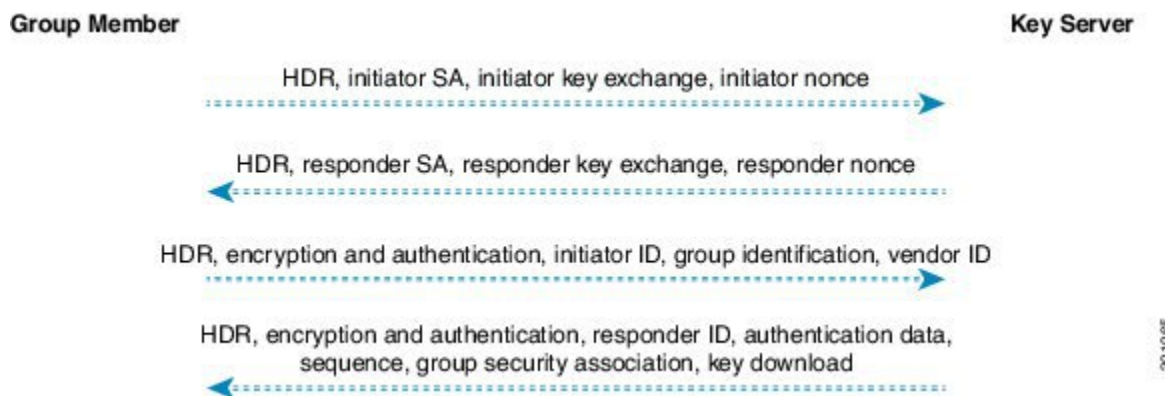 Group Member
Key Server
HDR, initiator SA, initiator key exchange, initiator nonce
HDR, responder SA, responder key exchange, responder nonce
HDR, encryption and authentication, initiator ID, group identification, vendor ID
HDR, encryption and authentication, responder ID, authentication data,
sequence, group security association, key download